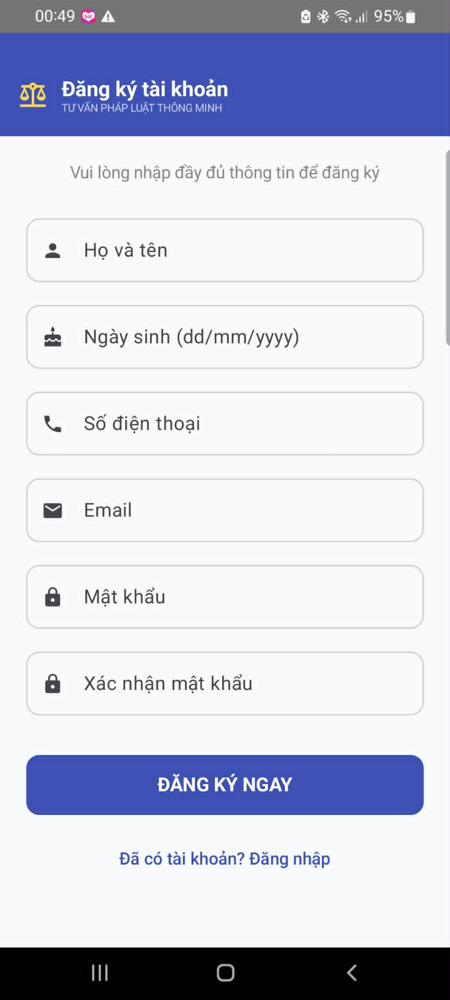 00:49 Laz 95%
Đăng ký tài khoản
TƯ VẤN PHÁP LUẬT THÔNG MINH
Vui lòng nhập đầy đủ thông tin để đăng ký
Họ và tên
Ngày sinh (dd/mm/yyyy)
Số điện thoại
Email
Mật khẩu
Xác nhận mật khẩu
ĐĂNG KÝ NGAY
Đã có tài khoản? Đăng nhập